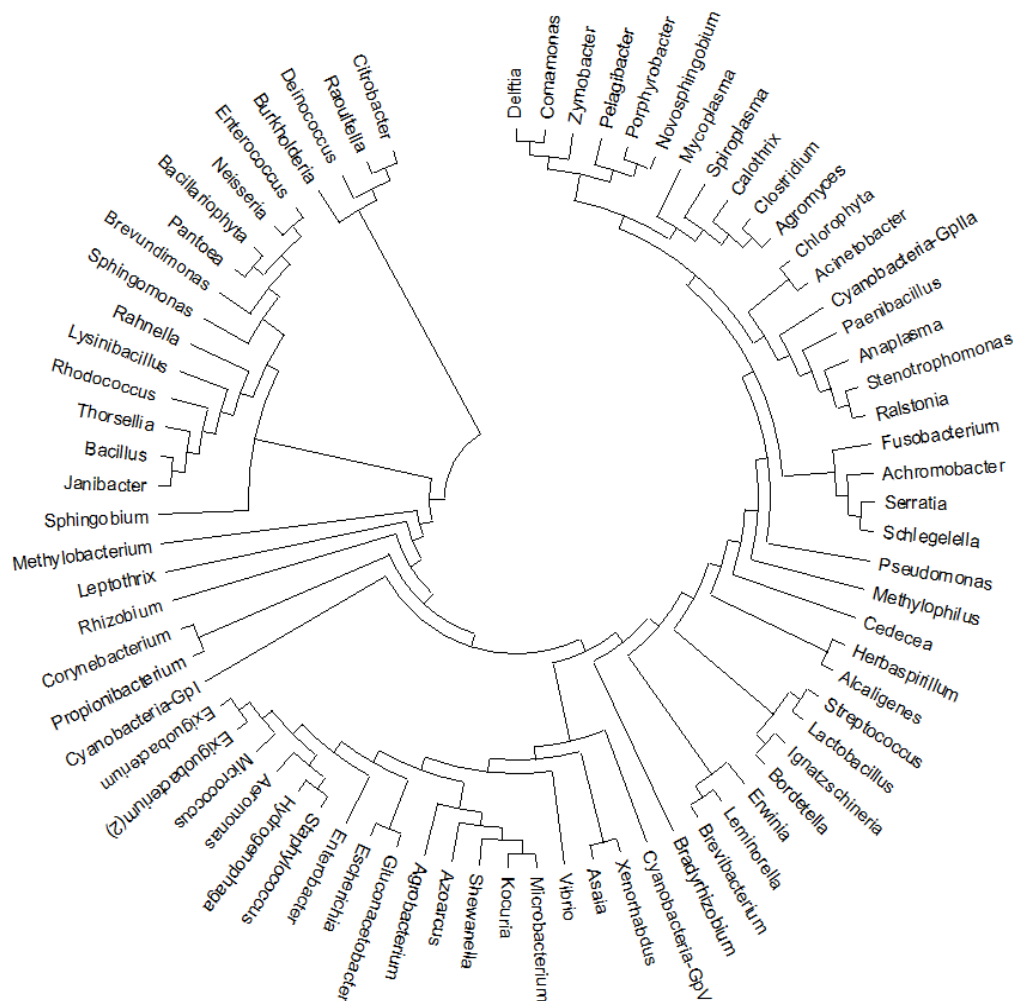 Delftia
Comamonas
Zymobacter
Pelagibacter
Porphyrobacter
Novosphingobium
Mycoplasma
Spiroplasma
Calothrix
Clostridium
Agromyces
Chlorophyta
Acinetobacter
Cyanobacteria-GpIIa
Paenibacillus
Anaplasma
Stenotrophomonas
Ralstonia
Fusobacterium
Achromobacter
Serratia
Schlegelella
Pseudomonas
Methylophilus
Cedecea
Herbaspirillum
Alcaligenes
Streptococcus
Lactobacillus
Ignatzschineria
Bordetella
Erwinia
Leminorella
Brevibacterium
Bradyrhizobium
Cyanobacteria-GpV
Xenorhabdus
Asaia
Vibrio
Microbacterium
Kocuria
Shewanella
Azoarcus
Agrobacterium
Gluconacetobacter
Escherichia
Enterobacter
Staphylococcus
Hydrogenophaga
Aeromonas
Micrococcus
Exiguobacterium(2)
Exiguobacterium
Cyanobacteria-GpI
Propionibacterium
Corynebacterium
Rhizobium
Leptothrix
Methylobacterium
Sphingobium
Janibacter
Bacillus
Thorsellia
Rhodococcus
Lysinibacillus
Rahnella
Sphingomonas
Brevundimonas
Pantoea
Bacillariophyta
Neisseria
Enterococcus
Burkholderia
Deinococcus
Raoultella
Citrobacter